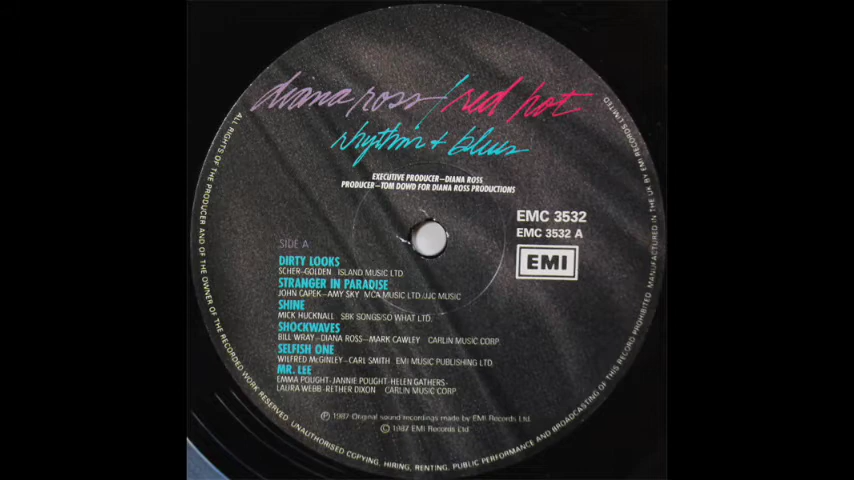 diana ross/red hot
rhythm + blues
EXECUTIVE PRODUCER–DIANA ROSS
PRODUCER–TOM DOWD FOR DIANA ROSS PRODUCTIONS
EMC 3532
EMC 3532 A
EMI
SIDE A
DIRTY LOOKS
SCHER–GOLDEN ISLAND MUSIC LTD
STRANGER IN PARADISE
JOHN CAPEK–AMY SKY MCA MUSIC LTD./JJC MUSIC
SHINE
MICK HUCKNALL SBK SONGS/SO WHAT LTD.
SHOCKWAVES
BILL WRAY–DIANA ROSS–MARK CAWLEY CARLIN MUSIC CORP.
SELFISH ONE
WILFRED McGINLEY–CARL SMITH EMI MUSIC PUBLISHING LTD.
MR. LEE
EMMA POUGHT-JANNIE POUGHT-HELEN GATHERS-
LAURA WEBB-RETHER DIXON CARLIN MUSIC CORP.
Ⓟ 1987 Original sound recordings made by EMI Records Ltd.
© 1987 EMI Records Ltd.
ALL RIGHTS OF THE PRODUCER AND OF THE OWNER OF THE RECORDED WORK RESERVED. UNAUTHORISED COPYING, HIRING, RENTING, PUBLIC PERFORMANCE AND BROADCASTING OF THIS RECORD PROHIBITED. MANUFACTURED IN THE UK BY EMI RECORDS LIMITED